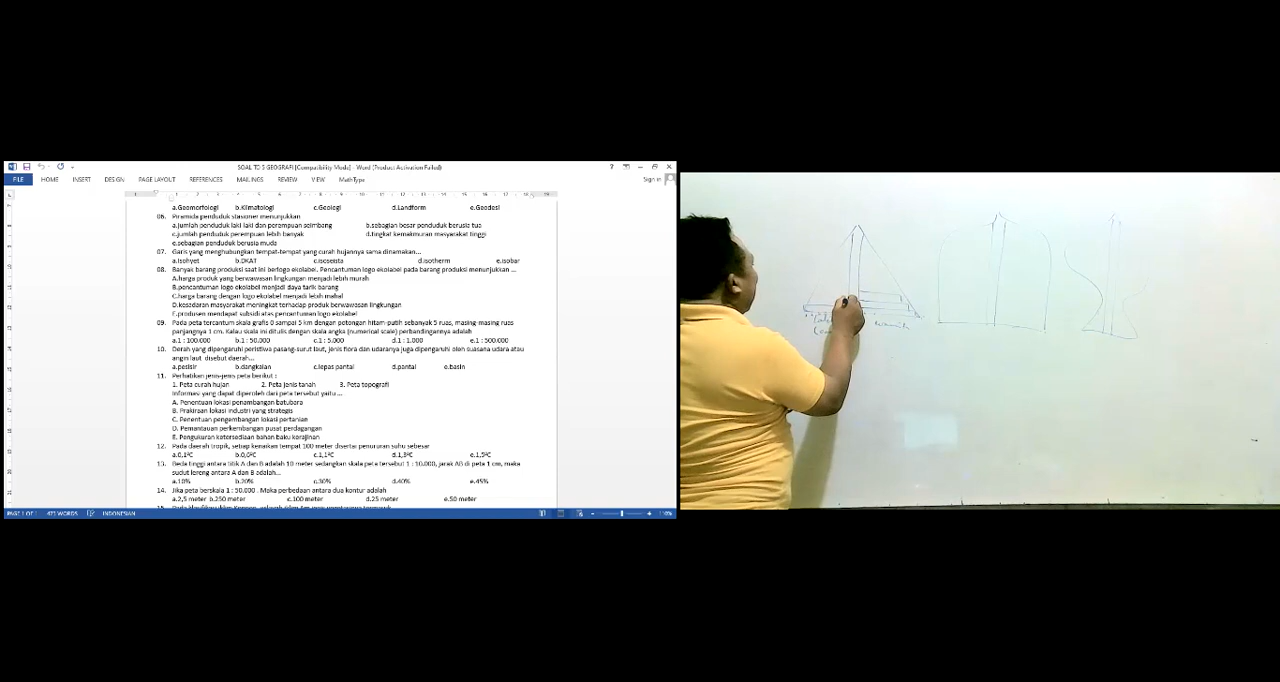 SOAL TO 5 GEOGRAFI [Compatibility Mode] - Word (Product Activation Failed)
FILE HOME INSERT DESIGN PAGE LAYOUT REFERENCES MAILINGS REVIEW VIEW MathType Sign in
a.Geomorfologi b.Klimatologi c.Geologi d.Landform e.Geodesi
06. Piramida penduduk stasioner menunjukkan
a.jumlah penduduk laki laki dan perempuan seimbang b.sebagian besar penduduk berusia tua
c.jumlah penduduk perempuan lebih banyak d.tingkat kemakmuran masyarakat tinggi
e.sebagian penduduk berusia muda
07. Garis yang menghubungkan tempat-tempat yang curah hujannya sama dinamakan...
a.isohyet b.DKAT c.isoseista d.isotherm e.isobar
08. Banyak barang produksi saat ini berlogo ekolabel. Pencantuman logo ekolabel pada barang produksi menunjukkan ...
A.harga produk yang berwawasan lingkungan menjadi lebih murah
B.pencantuman logo ekolabel menjadi daya tarik barang
C.harga barang dengan logo ekolabel menjadi lebih mahal
D.kesadaran masyarakat meningkat terhadap produk berwawasan lingkungan
E.produsen mendapat subsidi atas pencantuman logo ekolabel
09. Pada peta tercantum skala grafis 0 sampai 5 km dengan potongan hitam-putih sebanyak 5 ruas, masing-masing ruas
panjangnya 1 cm. Kalau skala ini ditulis dengan skala angka (numerical scale) perbandingannya adalah
a.1 : 100.000 b.1 : 50.000 c.1 : 5.000 d.1 : 1.000 e.1 : 500.000
10. Derah yang dipengaruhi peristiwa pasang-surut laut, jenis flora dan udaranya juga dipengaruhi oleh suasana udara atau
angin laut disebut daerah...
a.pesisir b.dangkalan c.lepas pantai d.pantai e.basin
11. Perhatikan jenis-jenis peta berikut :
1. Peta curah hujan 2. Peta jenis tanah 3. Peta topografi
Informasi yang dapat diperoleh dari peta tersebut yaitu ...
A. Penentuan lokasi penambangan batubara
B. Prakiraan lokasi industri yang strategis
C. Penentuan pengembangan lokasi pertanian
D. Pemantauan perkembangan pusat perdagangan
E. Pengukuran ketersediaan bahan baku kerajinan
12. Pada daerah tropik, setiap kenaikan tempat 100 meter disertai penurunan suhu sebesar
a.0,1ºC b.0,6ºC c.1,1ºC d.1,3ºC e.1,5ºC
13. Beda tinggi antara titik A dan B adalah 10 meter sedangkan skala peta tersebut 1 : 10.000, jarak AB di peta 1 cm, maka
sudut lereng antara A dan B adalah...
a.10% b.20% c.30% d.40% e.45%
14. Jika peta berskala 1 : 50.000 . Maka perbedaan antara dua kontur adalah
a.2,5 meter b.250 meter c.100 meter d.25 meter e.50 meter
PAGE 1 OF 471 WORDS INDONESIAN